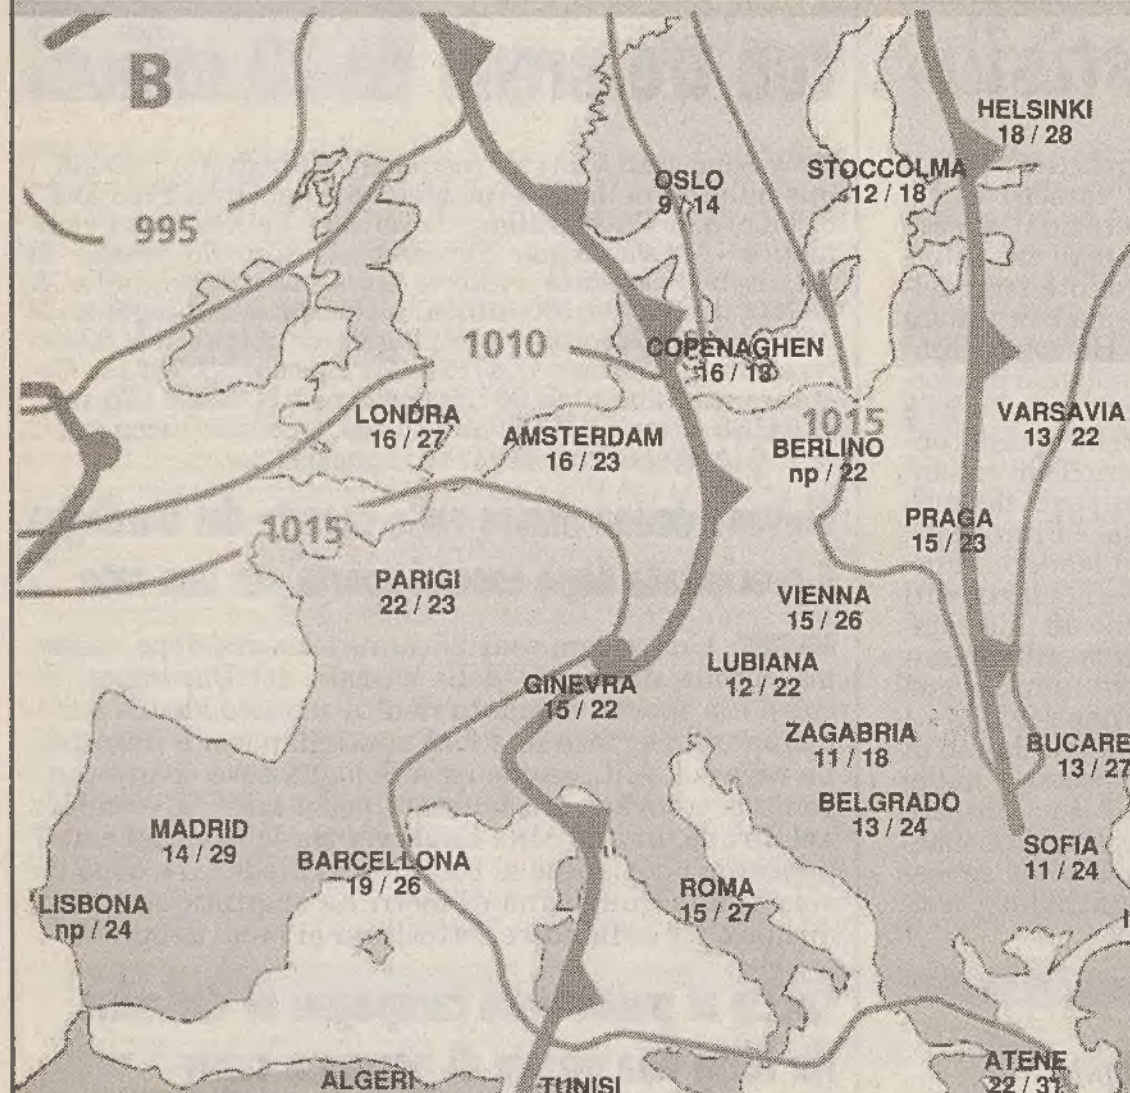 B
HELSINKI
18 / 28
STOCCOLMA
12 / 18
OSLO
9 / 14
995
1010
COPENAGHEN
16 / 18
LONDRA
16 / 27
AMSTERDAM
16 / 23
1015
BERLINO
np / 22
VARSAVIA
13 / 22
1015
PRAGA
15 / 23
PARIGI
22 / 23
VIENNA
15 / 26
LUBIANA
12 / 22
GINEVRA
15 / 22
ZAGABRIA
11 / 18
BUCARE
13 / 27
BELGRADO
13 / 24
MADRID
14 / 29
BARCELLONA
19 / 26
SOFIA
11 / 24
ROMA
15 / 27
LISBONA
np / 24
ATENE
22 / 31
ALGERI
TUNISI